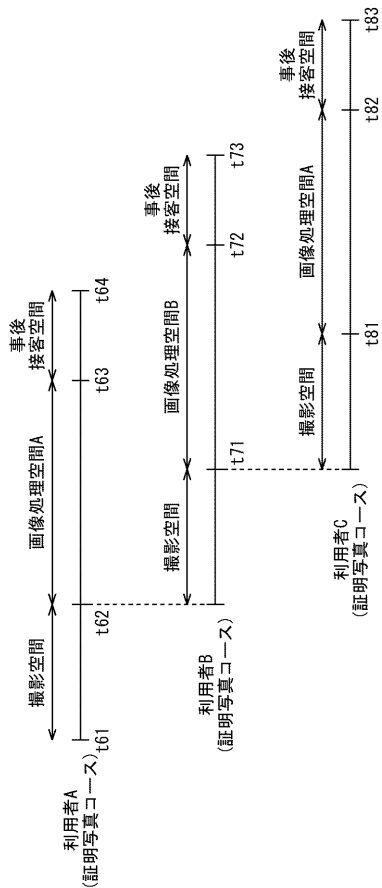 撮影空間
画像処理空間A
事後
接客空間
t61
t62
t63
t64
利用者A
(証明写真コース)
撮影空間
画像処理空間B
事後
接客空間
t71
t72
t73
利用者B
(証明写真コース)
撮影空間
画像処理空間A
事後
接客空間
t81
t82
t83
利用者C
(証明写真コース)